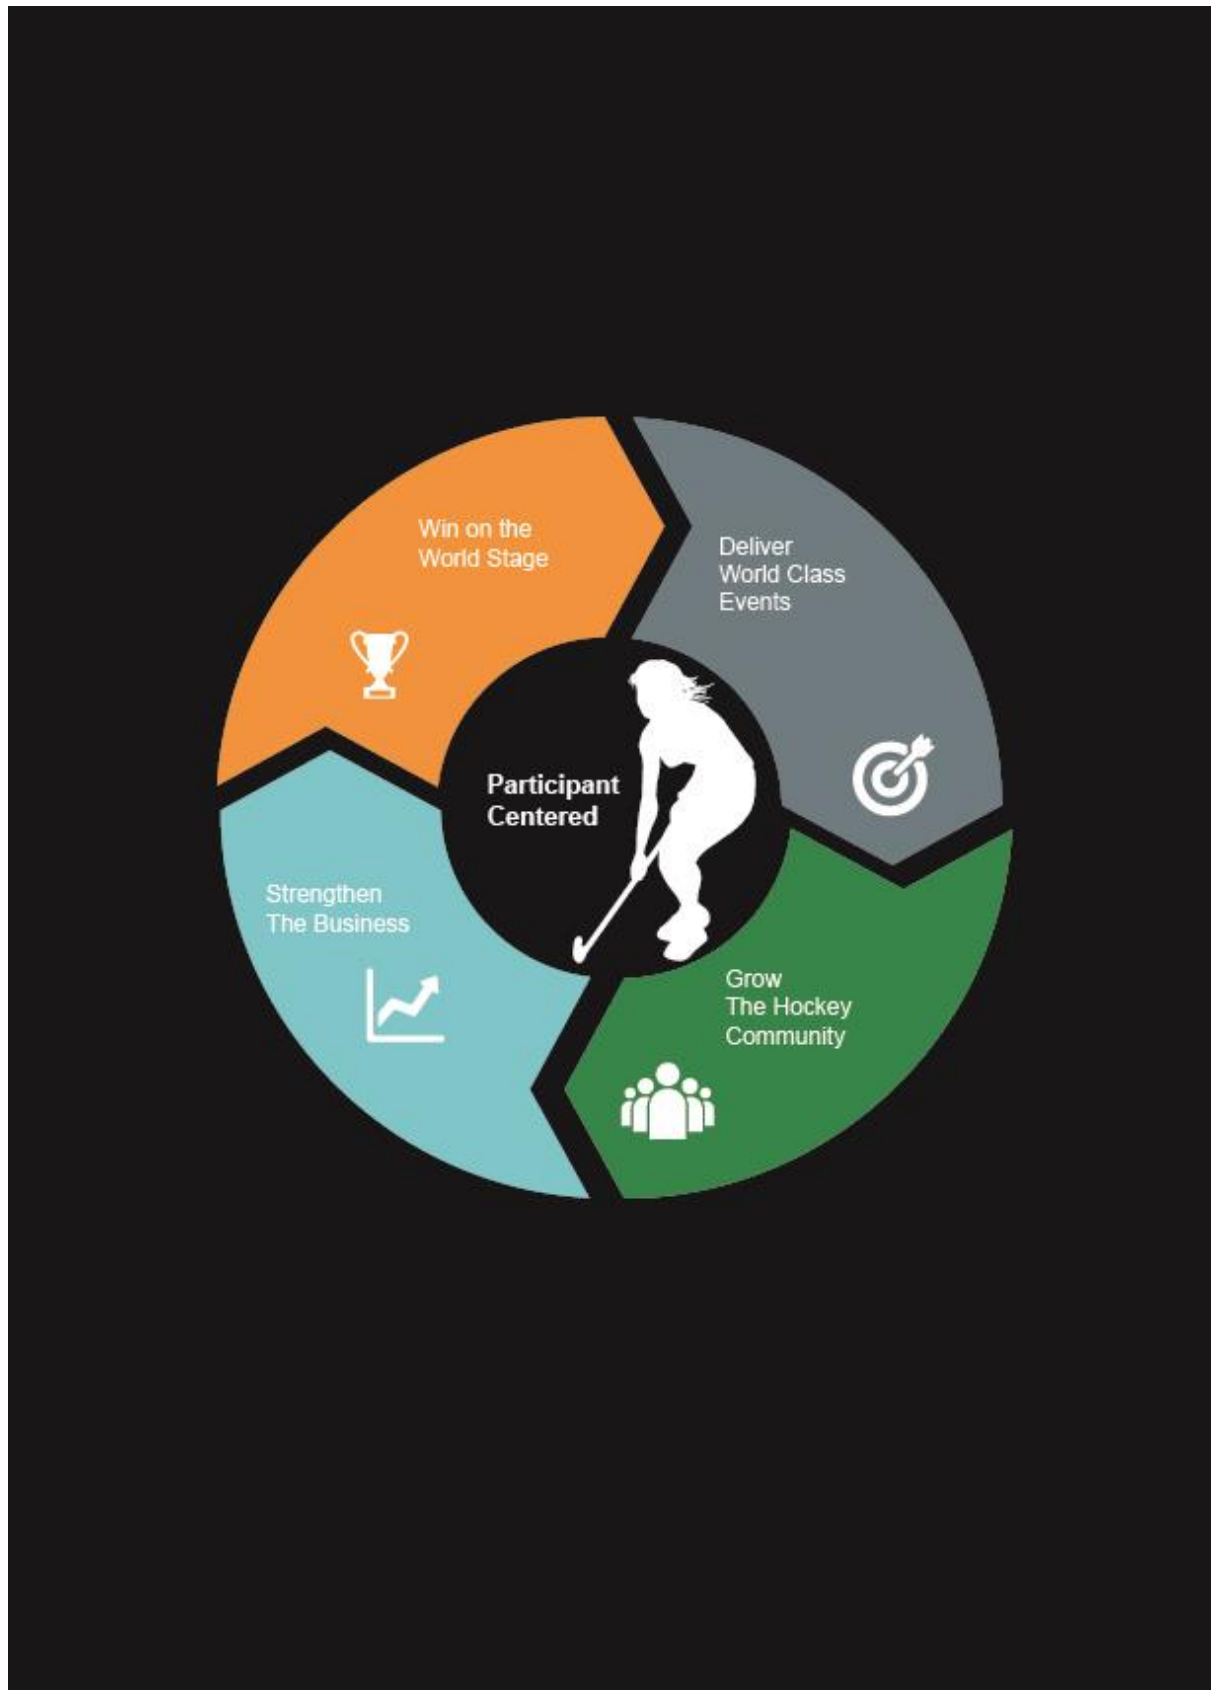 Win on the
World Stage
Deliver
World Class
Events
Participant
Centered
Strengthen
The Business
Grow
The Hockey
Community